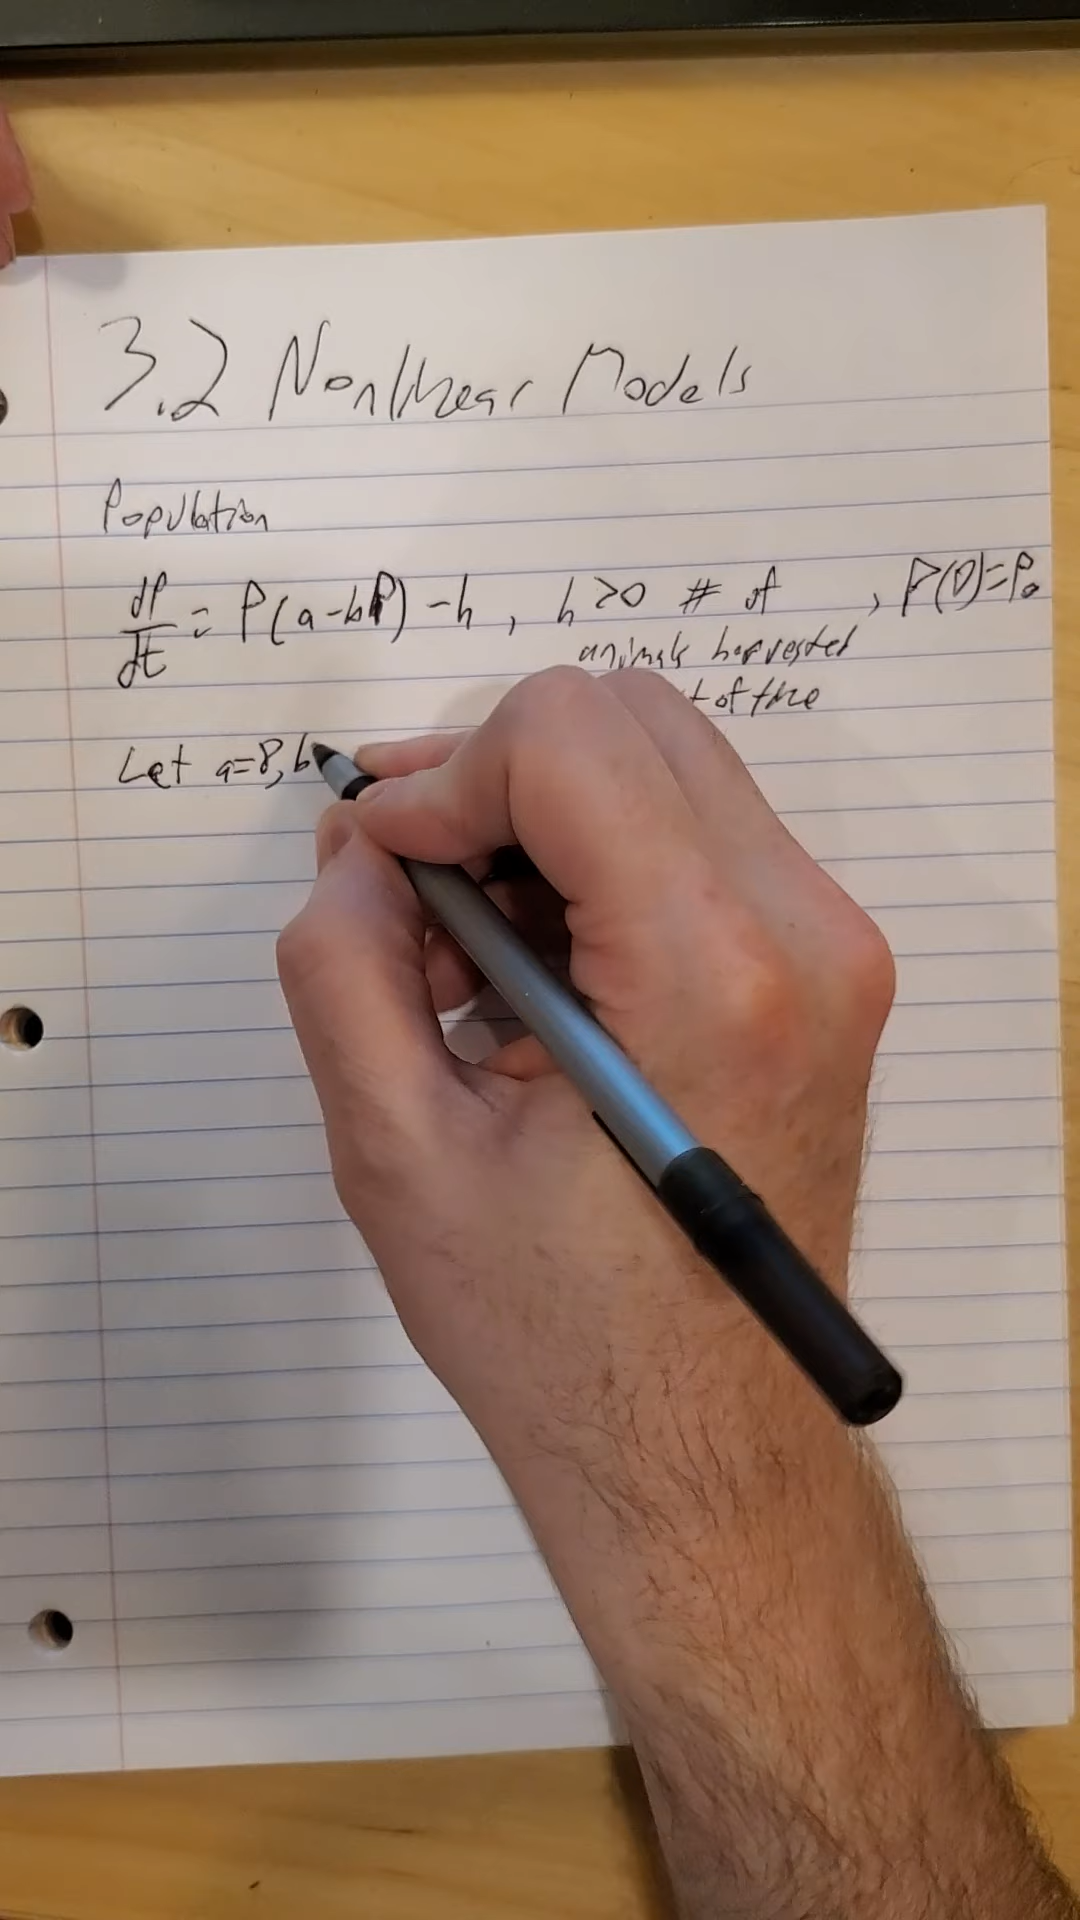 3.2 Nonlinear Models
Population
dP/dt = P(a-bP) - h, h>0 # of , P(0)=P₀
animals harvested
of time
Let a=8, b